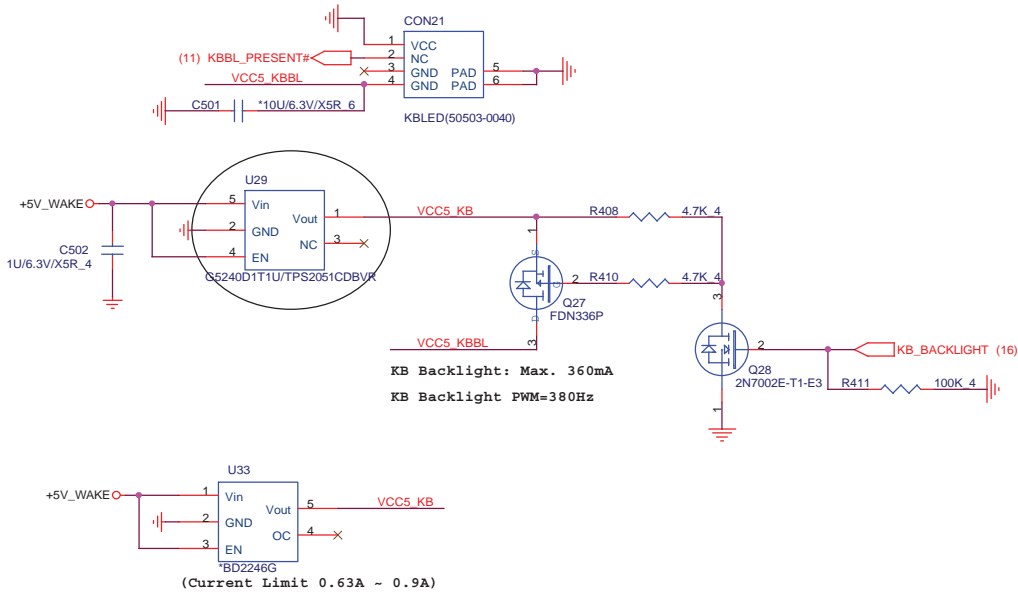 CON21
1 VCC
(11) KBBL_PRESENT# 2 NC
3 GND PAD 5
VCC5_KBBL 4 GND PAD 6
C501 *10U/6.3V/X5R_6
KBLED(50503-0040)
U29
+5V_WAKE 5 Vin
Vout 1 VCC5_KB R408 4.7K_4
2 GND
NC 3
4 EN
C502
1U/6.3V/X5R_4
G5240D1T1U/TPS2051CDBVR
1
S
G 2 R410 4.7K_4
Q27
FDN336P
D
3
VCC5_KBBL
3
2 KB_BACKLIGHT (16)
Q28
2N7002E-T1-E3
R411 100K_4
1
KB Backlight: Max. 360mA
KB Backlight PWM=380Hz
U33
+5V_WAKE 1 Vin
Vout 5 VCC5_KB
2 GND
OC 4
3 EN
*BD2246G
(Current Limit 0.63A ~ 0.9A)